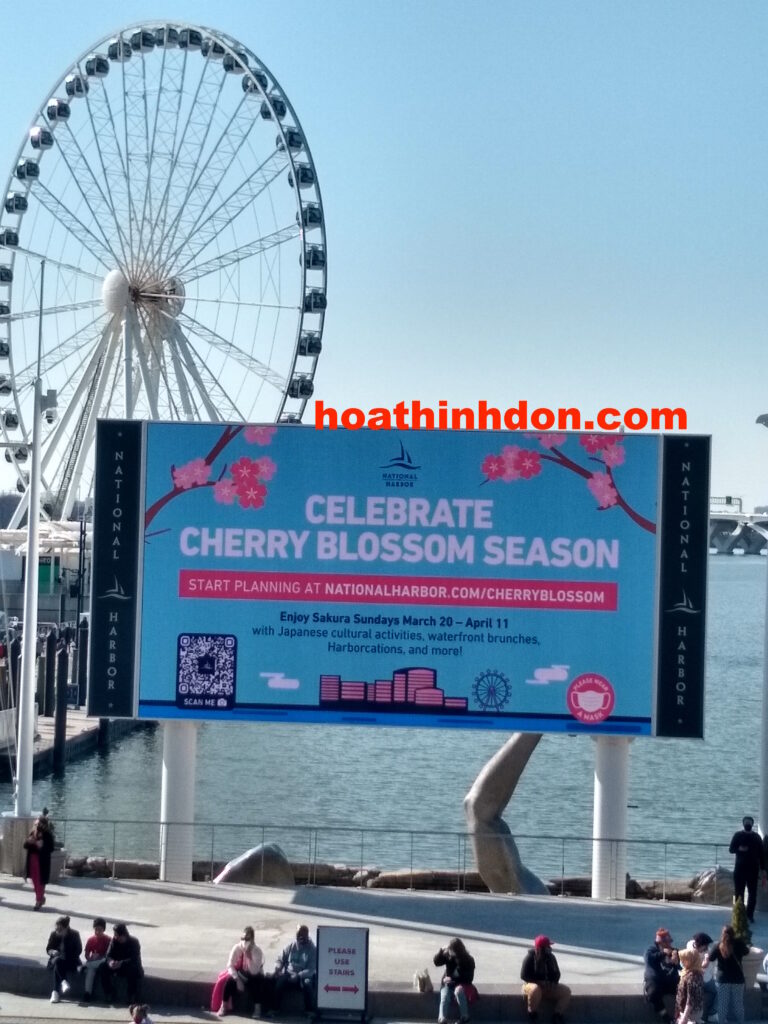 hoathinhdon.com
NATIONAL
HARBOR
NATIONAL
HARBOR
CELEBRATE
CHERRY BLOSSOM SEASON
START PLANNING AT NATIONALHARBOR.COM/CHERRYBLOSSOM
Enjoy Sakura Sundays March 20 – April 11
with Japanese cultural activities, waterfront brunches,
Harborcations, and more!
SCAN ME
PLEASE WEAR
A MASK
NATIONAL
HARBOR
PLEASE
USE
STAIRS